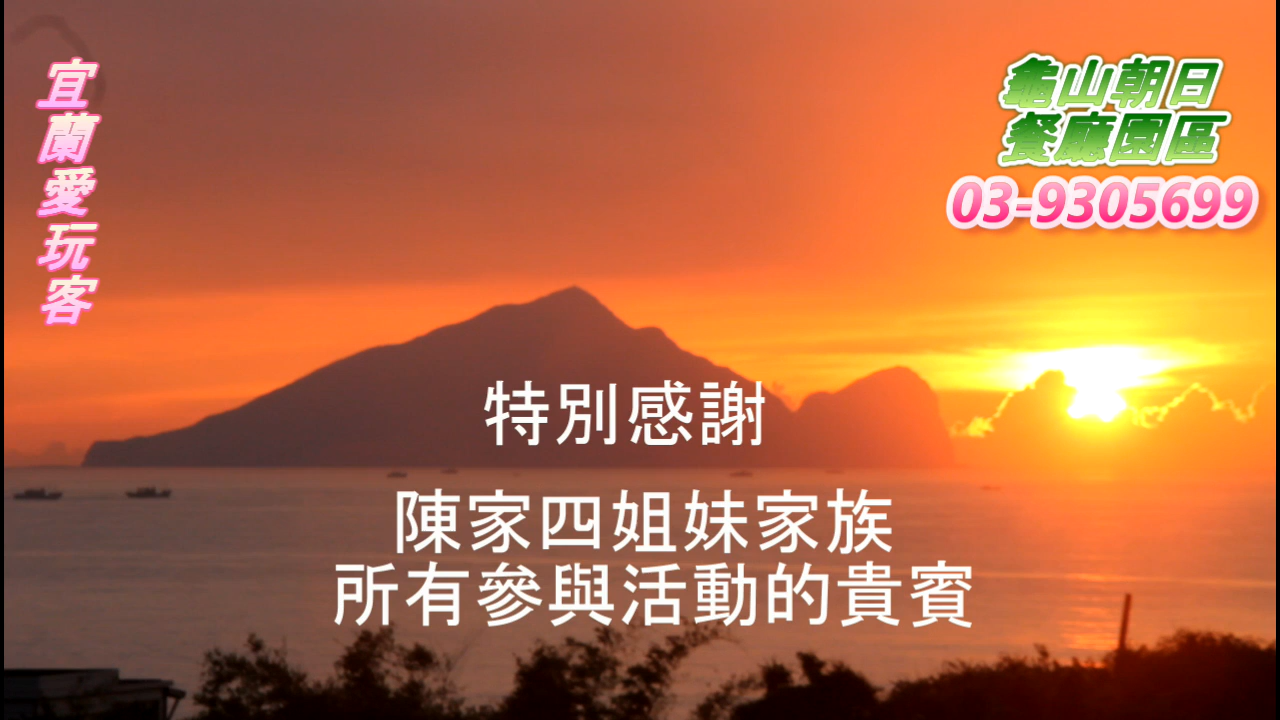 宜蘭愛玩客
龜山朝日
餐廳園區
03-9305699
特別感謝
陳家四姐妹家族
所有參與活動的貴賓